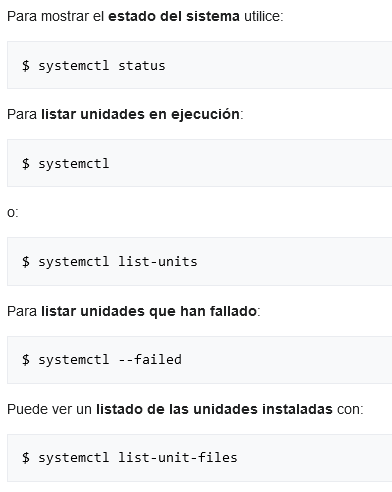 Para mostrar el estado del sistema utilice:
$ systemctl status
Para listar unidades en ejecución:
$ systemctl
o:
$ systemctl list-units
Para listar unidades que han fallado:
$ systemctl --failed
Puede ver un listado de las unidades instaladas con:
$ systemctl list-unit-files